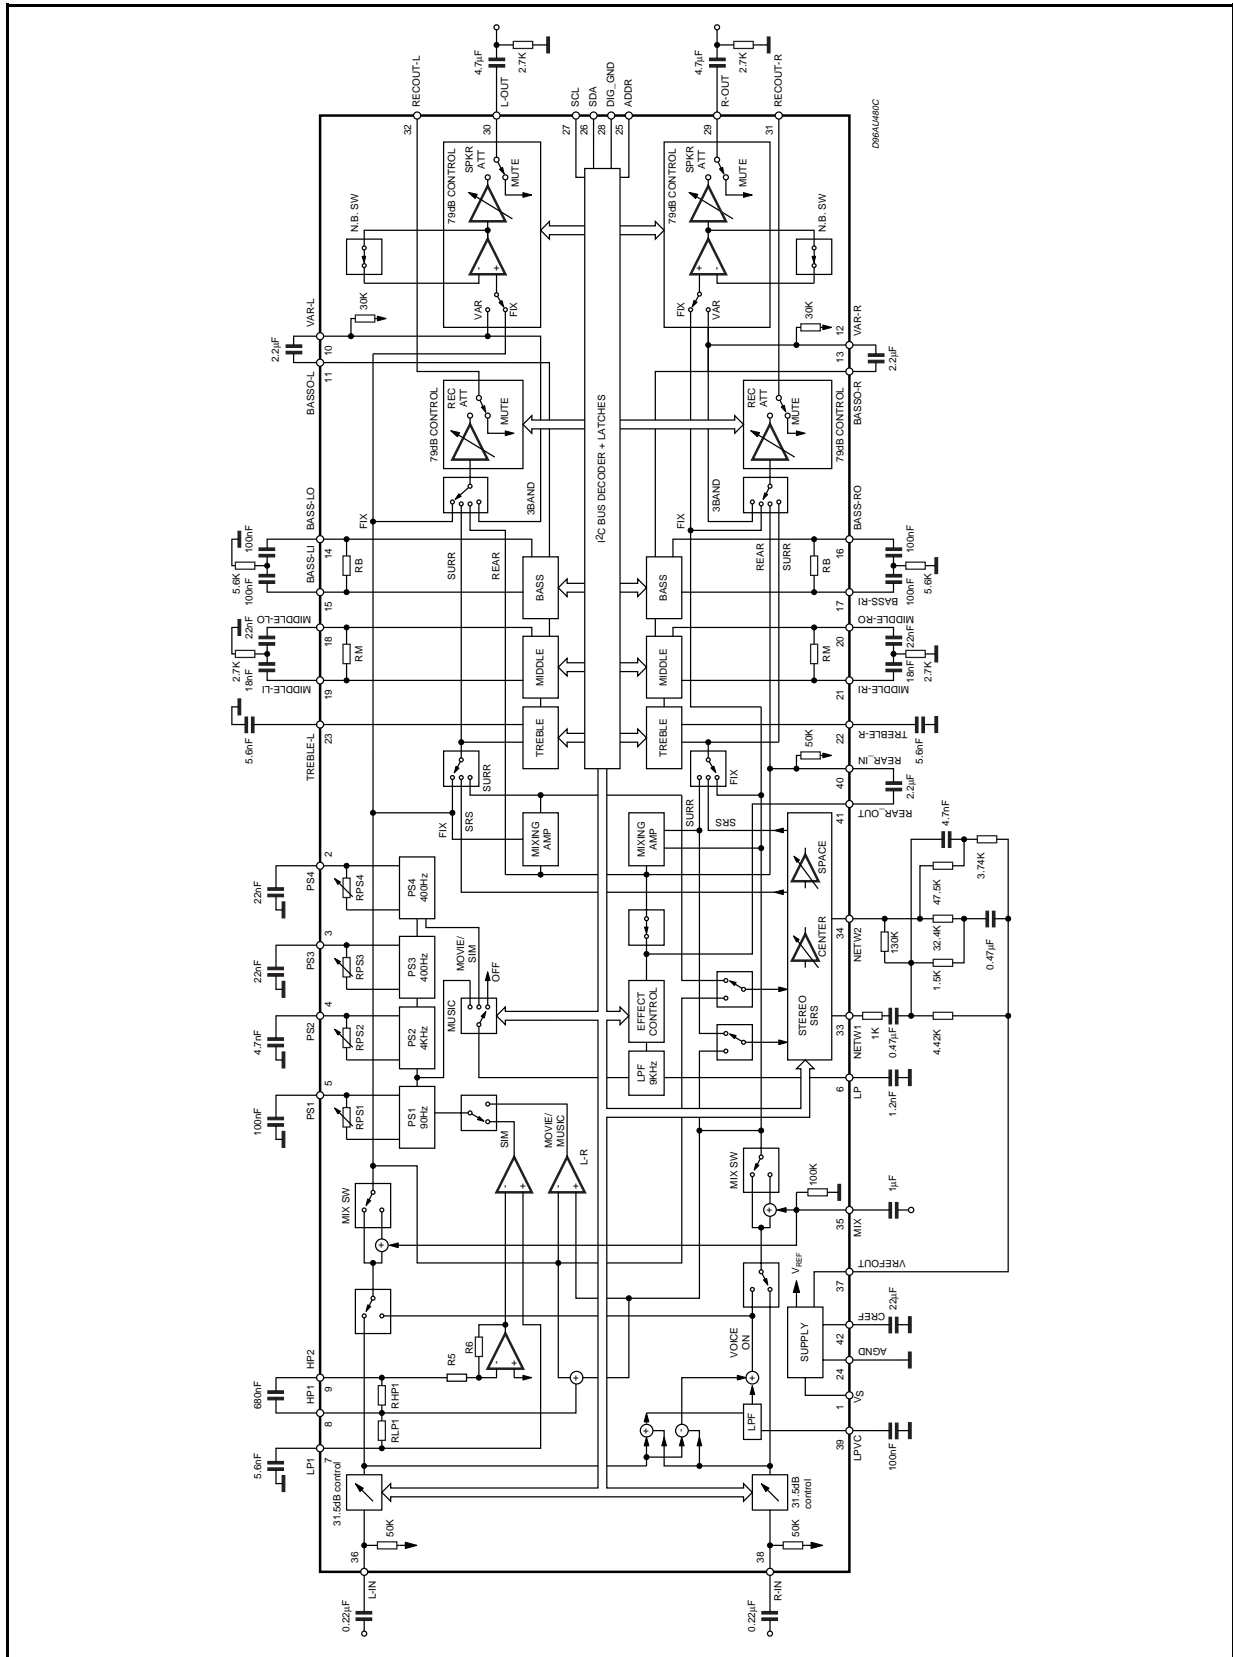 0.22µF
L-IN
36
50K
31.5dB control
5.6nF
LP1
7
RLP1
8
HP1
680nF
RHP1
9
HP2
R5
R6
MIX SW
100nF
PS1
5
RPS1
PS1
90Hz
4.7nF
PS2
4
RPS2
PS2
4KHz
22nF
PS3
3
RPS3
PS3
400Hz
22nF
PS4
2
RPS4
PS4
400Hz
SIM
MOVIE/
MUSIC
L-R
MUSIC
MOVIE/
SIM
OFF
FIX
SRS
SURR
MIXING
AMP
5.6nF
TREBLE-L
23
TREBLE
MIDDLE-LI
18nF
2.7K
22nF
MIDDLE-LO
19
RM
18
MIDDLE
100nF
5.6K
100nF
BASS-LI
BASS-LO
15
RB
14
BASS
FIX
SURR
REAR
3BAND
79dB CONTROL
REC
ATT
MUTE
BASSO-L
11
2.2µF
10
VAR-L
30K
N.B. SW
VAR
FIX
79dB CONTROL
SPKR
ATT
MUTE
32
RECOUT-L
30
L-OUT
4.7µF
2.7K
27
SCL
26
SDA
28
DIG_GND
25
ADDR
I2C BUS DECODER + LATCHES
0.22µF
R-IN
38
50K
31.5dB
control
LPF
39
LPVC
100nF
VOICE
ON
1
VS
24
AGND
42
CREF
22µF
SUPPLY
VREF
37
VREFOUT
35
MIX
1µF
100K
MIX SW
6
LP
1.2nF
LPF
9KHz
EFFECT
CONTROL
STEREO
SRS
CENTER
SPACE
33
NETW1
1K
0.47µF
4.42K
34
NETW2
130K
1.5K
32.4K
0.47µF
47.5K
4.7nF
3.74K
MIXING
AMP
SURR
SRS
FIX
41
REAR_OUT
2.2µF
40
REAR_IN
50K
22
TREBLE-R
5.6nF
TREBLE
21
MIDDLE-RI
18nF
2.7K
22nF
MIDDLE-RO
20
RM
MIDDLE
17
BASS-RI
100nF
5.6K
100nF
16
BASS-RO
RB
BASS
REAR
SURR
FIX
3BAND
79dB CONTROL
REC
ATT
MUTE
BASSO-R
13
2.2µF
12
VAR-R
30K
N.B. SW
FIX
VAR
79dB CONTROL
SPKR
ATT
MUTE
29
R-OUT
4.7µF
2.7K
31
RECOUT-R
D96AU480C